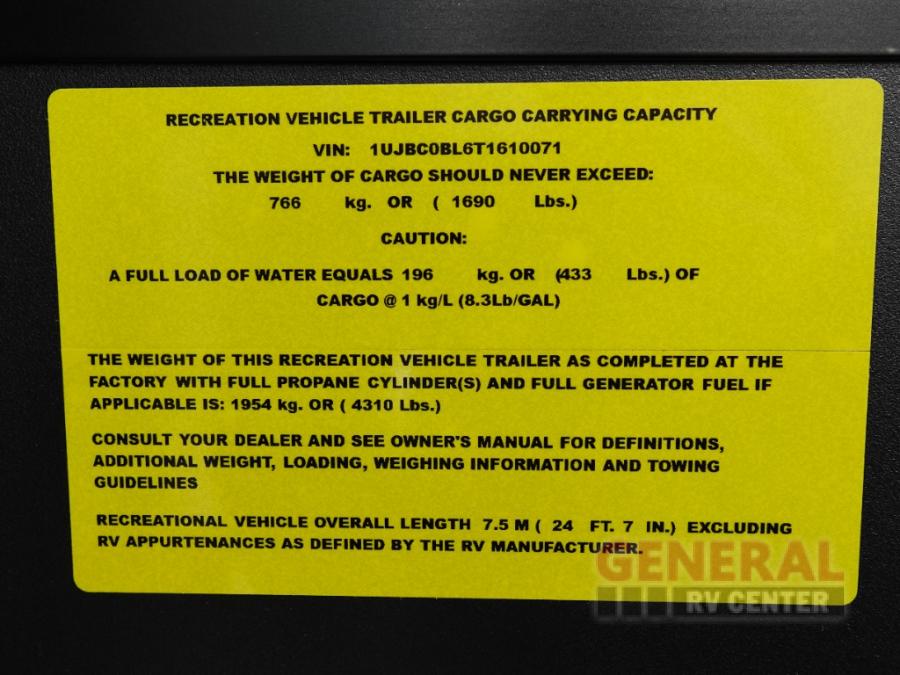 RECREATION VEHICLE TRAILER CARGO CARRYING CAPACITY
VIN: 1UJBC0BL6T1610071
THE WEIGHT OF CARGO SHOULD NEVER EXCEED:
766 kg. OR ( 1690 Lbs.)
CAUTION:
A FULL LOAD OF WATER EQUALS 196 kg. OR (433 Lbs.) OF
CARGO @ 1 kg/L (8.3Lb/GAL)
THE WEIGHT OF THIS RECREATION VEHICLE TRAILER AS COMPLETED AT THE
FACTORY WITH FULL PROPANE CYLINDER(S) AND FULL GENERATOR FUEL IF
APPLICABLE IS: 1954 kg. OR ( 4310 Lbs.)
CONSULT YOUR DEALER AND SEE OWNER'S MANUAL FOR DEFINITIONS,
ADDITIONAL WEIGHT, LOADING, WEIGHING INFORMATION AND TOWING
GUIDELINES
RECREATIONAL VEHICLE OVERALL LENGTH 7.5 M ( 24 FT. 7 IN.) EXCLUDING
RV APPURTENANCES AS DEFINED BY THE RV MANUFACTURER.
GENERAL
RV CENTER